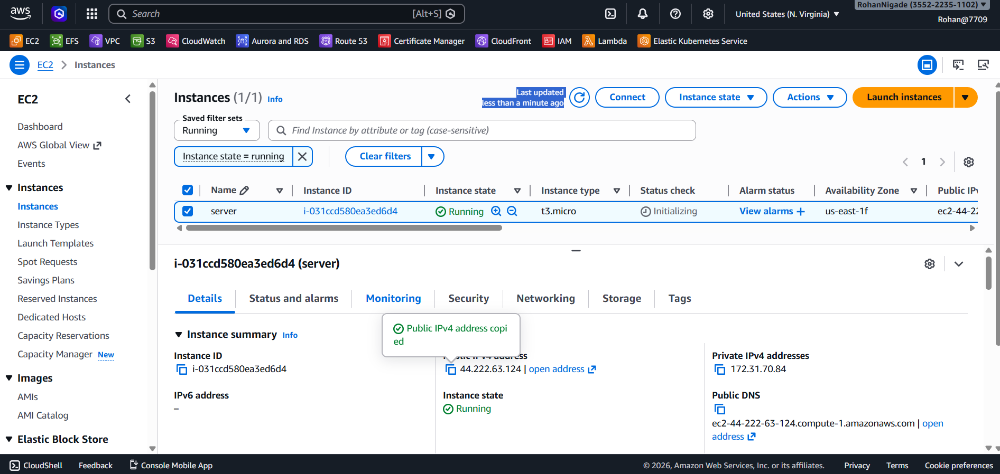 aws
Search
[Alt+S]
United States (N. Virginia)
RohanNigade (3552-2235-1102)
Rohan@7709
EC2
EFS
VPC
S3
CloudWatch
Aurora and RDS
Route 53
Certificate Manager
CloudFront
IAM
Lambda
Elastic Kubernetes Service
EC2
Instances
EC2
Dashboard
AWS Global View
Events
Instances
Instances
Instance Types
Launch Templates
Spot Requests
Savings Plans
Reserved Instances
Dedicated Hosts
Capacity Reservations
Capacity Manager New
Images
AMIs
AMI Catalog
Elastic Block Store
Instances (1/1) Info
Last updated
less than a minute ago
Connect
Instance state
Actions
Launch instances
Saved filter sets
Running
Find Instance by attribute or tag (case-sensitive)
Instance state = running
Clear filters
1
Name
Instance ID
Instance state
Instance type
Status check
Alarm status
Availability Zone
Public IPv
server
i-031ccd580ea3ed6d4
Running
t3.micro
Initializing
View alarms +
us-east-1f
ec2-44-22
i-031ccd580ea3ed6d4 (server)
Details
Status and alarms
Monitoring
Security
Networking
Storage
Tags
Public IPv4 address copi
ed
Instance summary Info
Instance ID
i-031ccd580ea3ed6d4
Public IPv4 address
44.222.63.124 | open address
Private IPv4 addresses
172.31.70.84
IPv6 address
–
Instance state
Running
Public DNS
ec2-44-222-63-124.compute-1.amazonaws.com | open
address
CloudShell
Feedback
Console Mobile App
© 2026, Amazon Web Services, Inc. or its affiliates.
Privacy
Terms
Cookie preferences